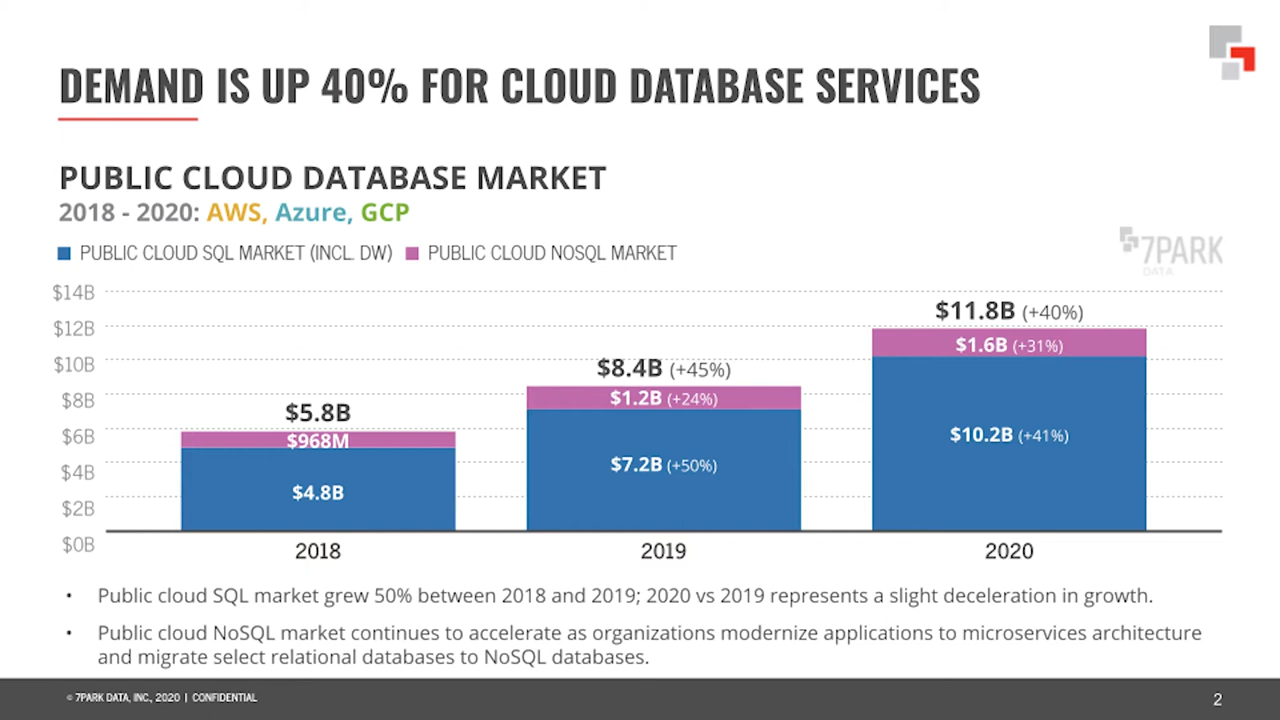 DEMAND IS UP 40% FOR CLOUD DATABASE SERVICES
PUBLIC CLOUD DATABASE MARKET
2018 - 2020: AWS, Azure, GCP
PUBLIC CLOUD SQL MARKET (INCL. DW) PUBLIC CLOUD NOSQL MARKET
7PARK
DATA
$14B
$12B
$10B
$8B
$6B
$4B
$2B
$0B
$5.8B
$968M
$4.8B
$8.4B (+45%)
$1.2B (+24%)
$7.2B (+50%)
$11.8B (+40%)
$1.6B (+31%)
$10.2B (+41%)
2018 2019 2020
• Public cloud SQL market grew 50% between 2018 and 2019; 2020 vs 2019 represents a slight deceleration in growth.
• Public cloud NoSQL market continues to accelerate as organizations modernize applications to microservices architecture
and migrate select relational databases to NoSQL databases.
© 7PARK DATA, INC., 2020 | CONFIDENTIAL
2